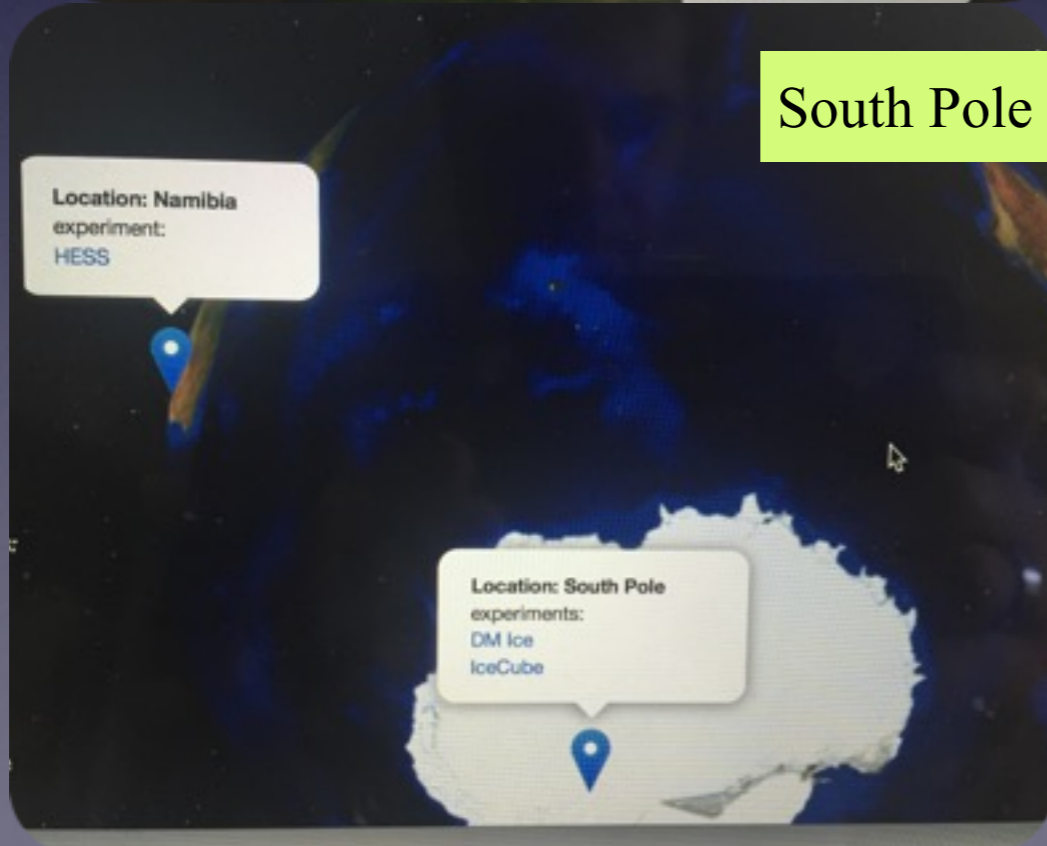 South Pole
Location: Namibia
experiment:
HESS
Location: South Pole
experiments:
DM Ice
IceCube